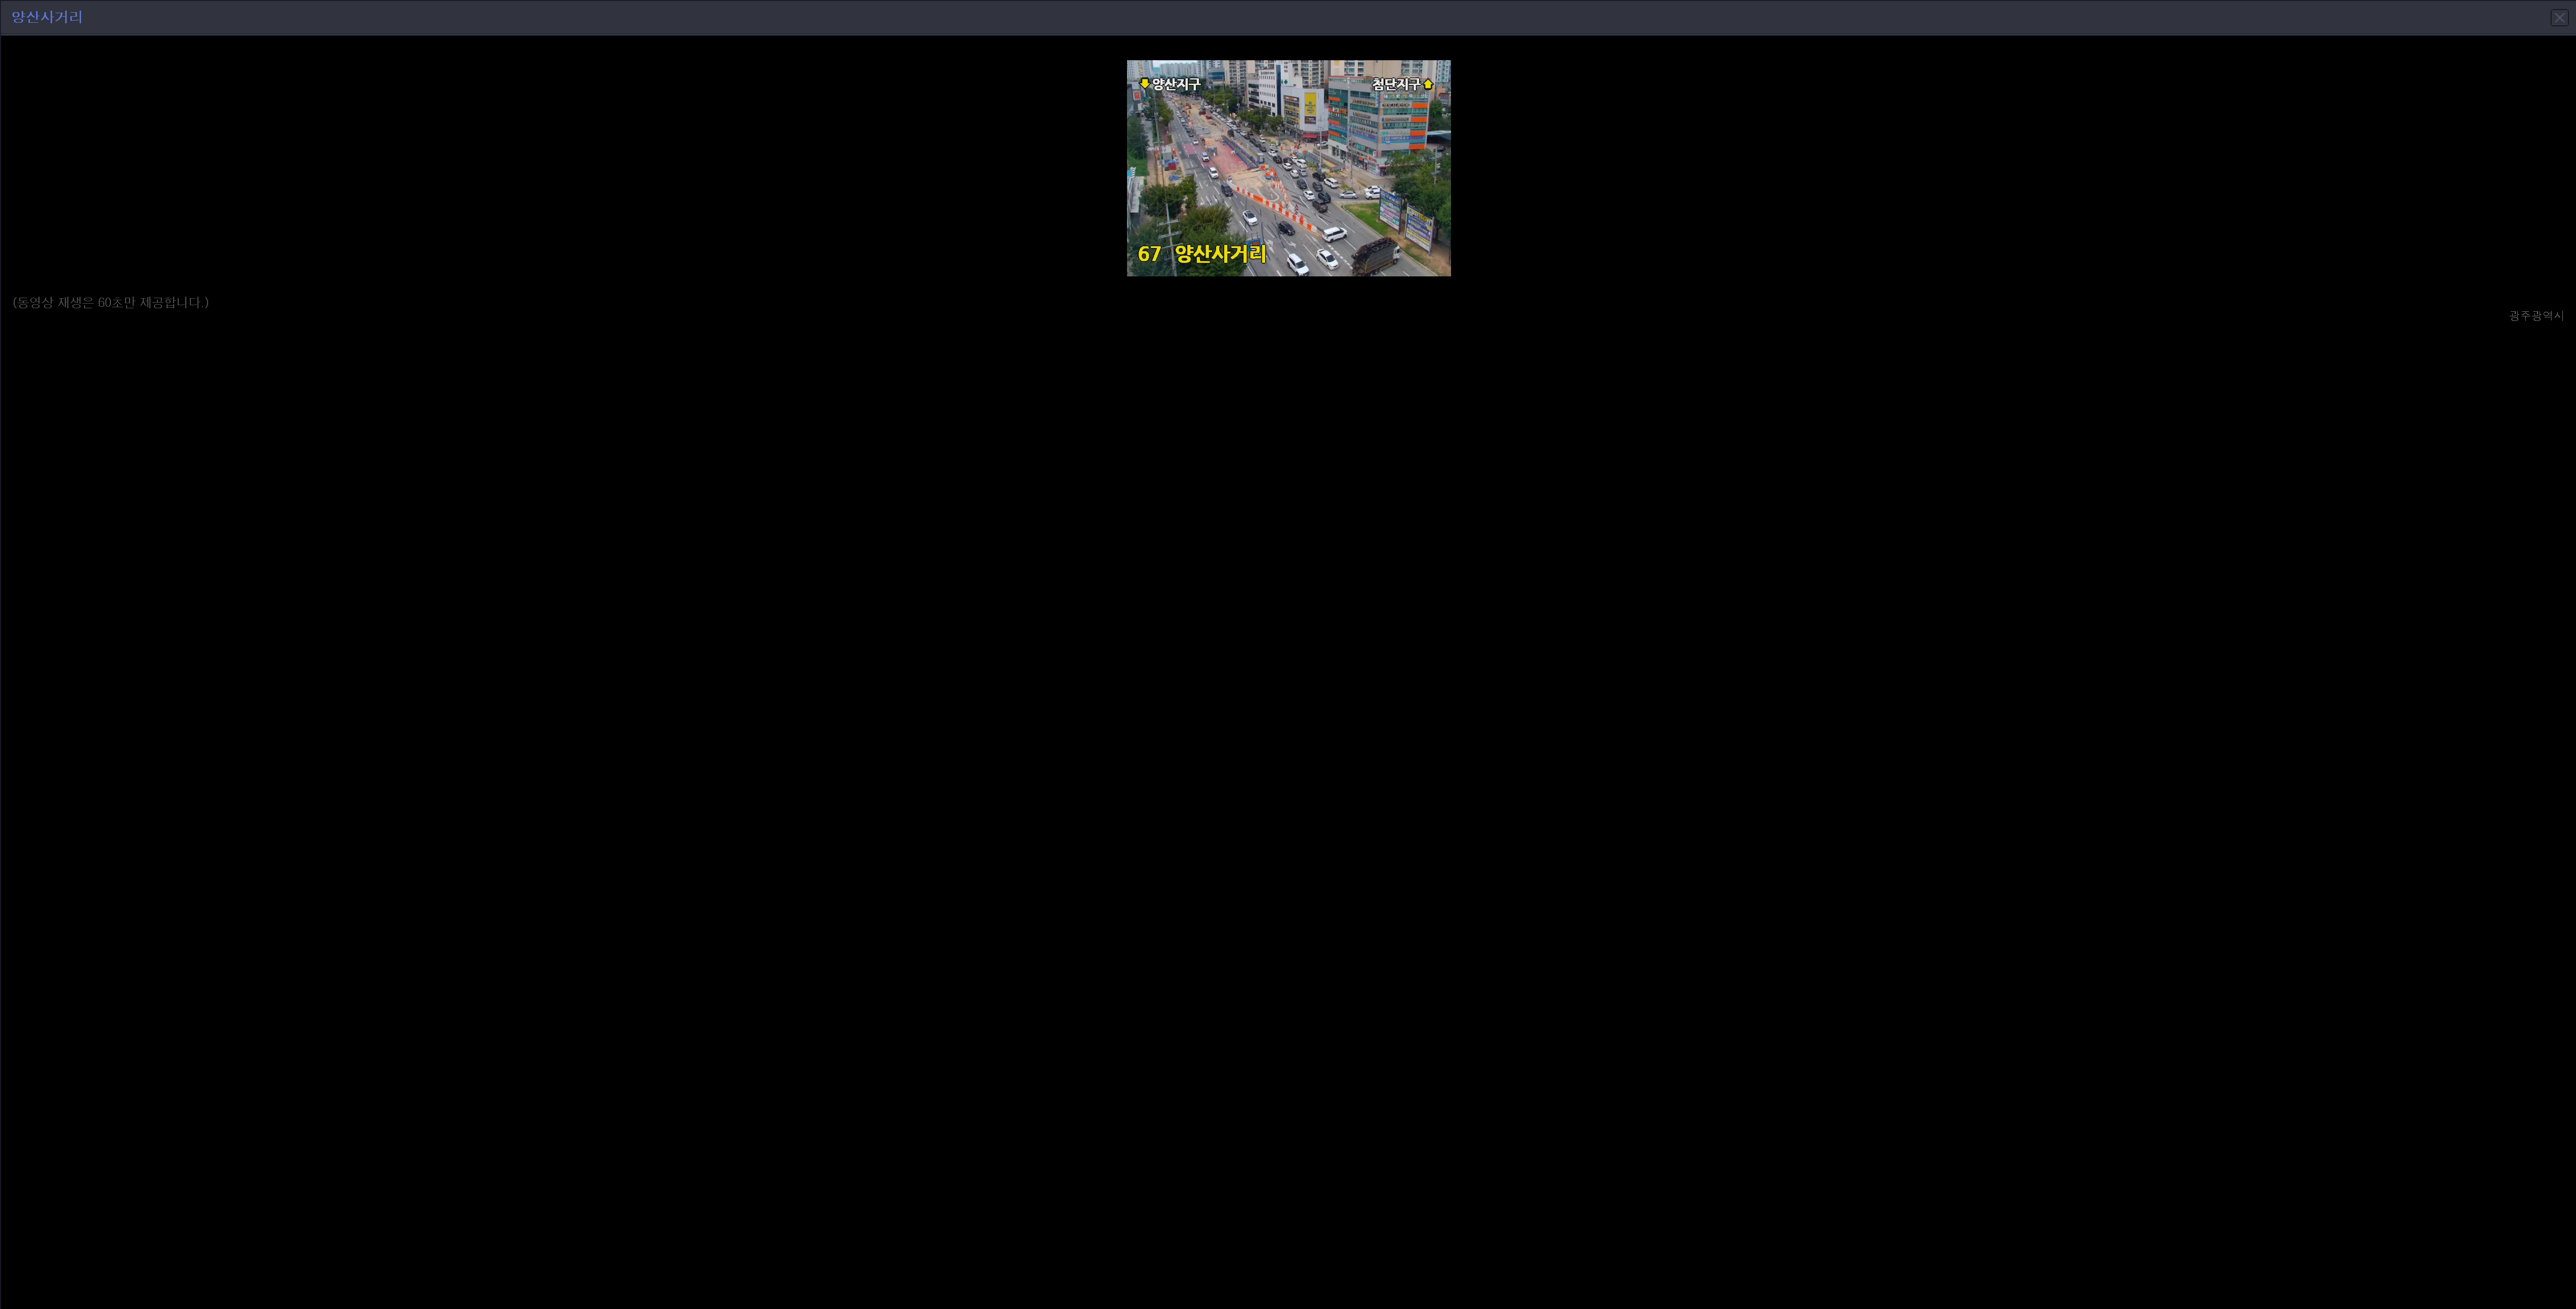 양산사거리
양산지구
첨단지구
67 양산사거리
(동영상 재생은 60초만 제공합니다.)
광주광역시